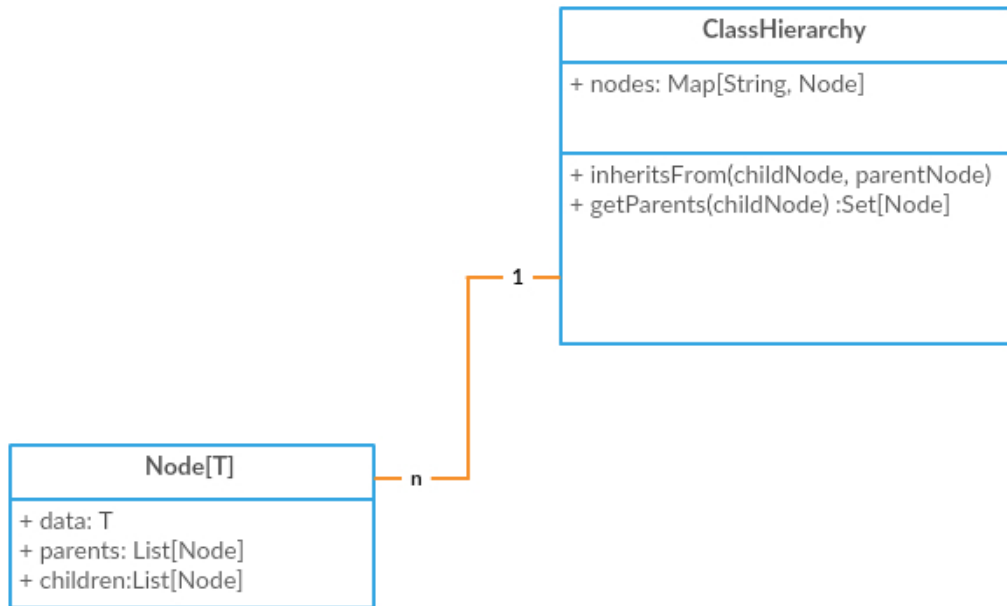 ClassHierarchy
+ nodes: Map[String, Node]
+ inheritsFrom(childNode, parentNode)
+ getParents(childNode) :Set[Node]
1
n
Node[T]
+ data: T
+ parents: List[Node]
+ children:List[Node]